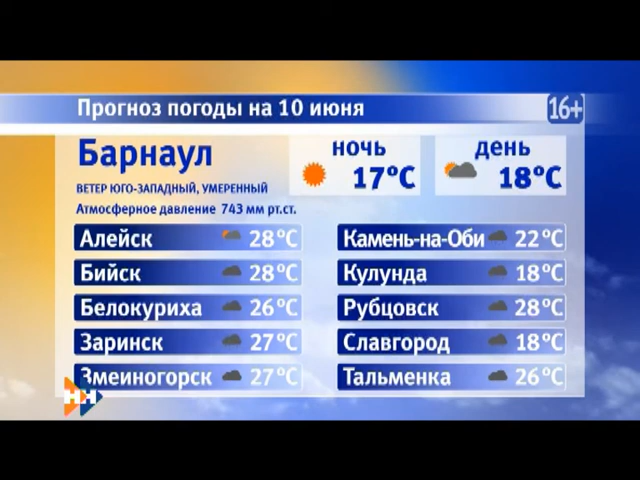 Прогноз погоды на 10 июня
16+
Барнаул
ночь
17°C
день
18°C
ВЕТЕР ЮГО-ЗАПАДНЫЙ, УМЕРЕННЫЙ
Атмосферное давление 743 мм рт.ст.
Алейск 28°C
Бийск 28°C
Белокуриха 26°C
Заринск 27°C
Змеиногорск 27°C
Камень-на-Оби 22°C
Кулунда 18°C
Рубцовск 28°C
Славгород 18°C
Тальменка 26°C
НН